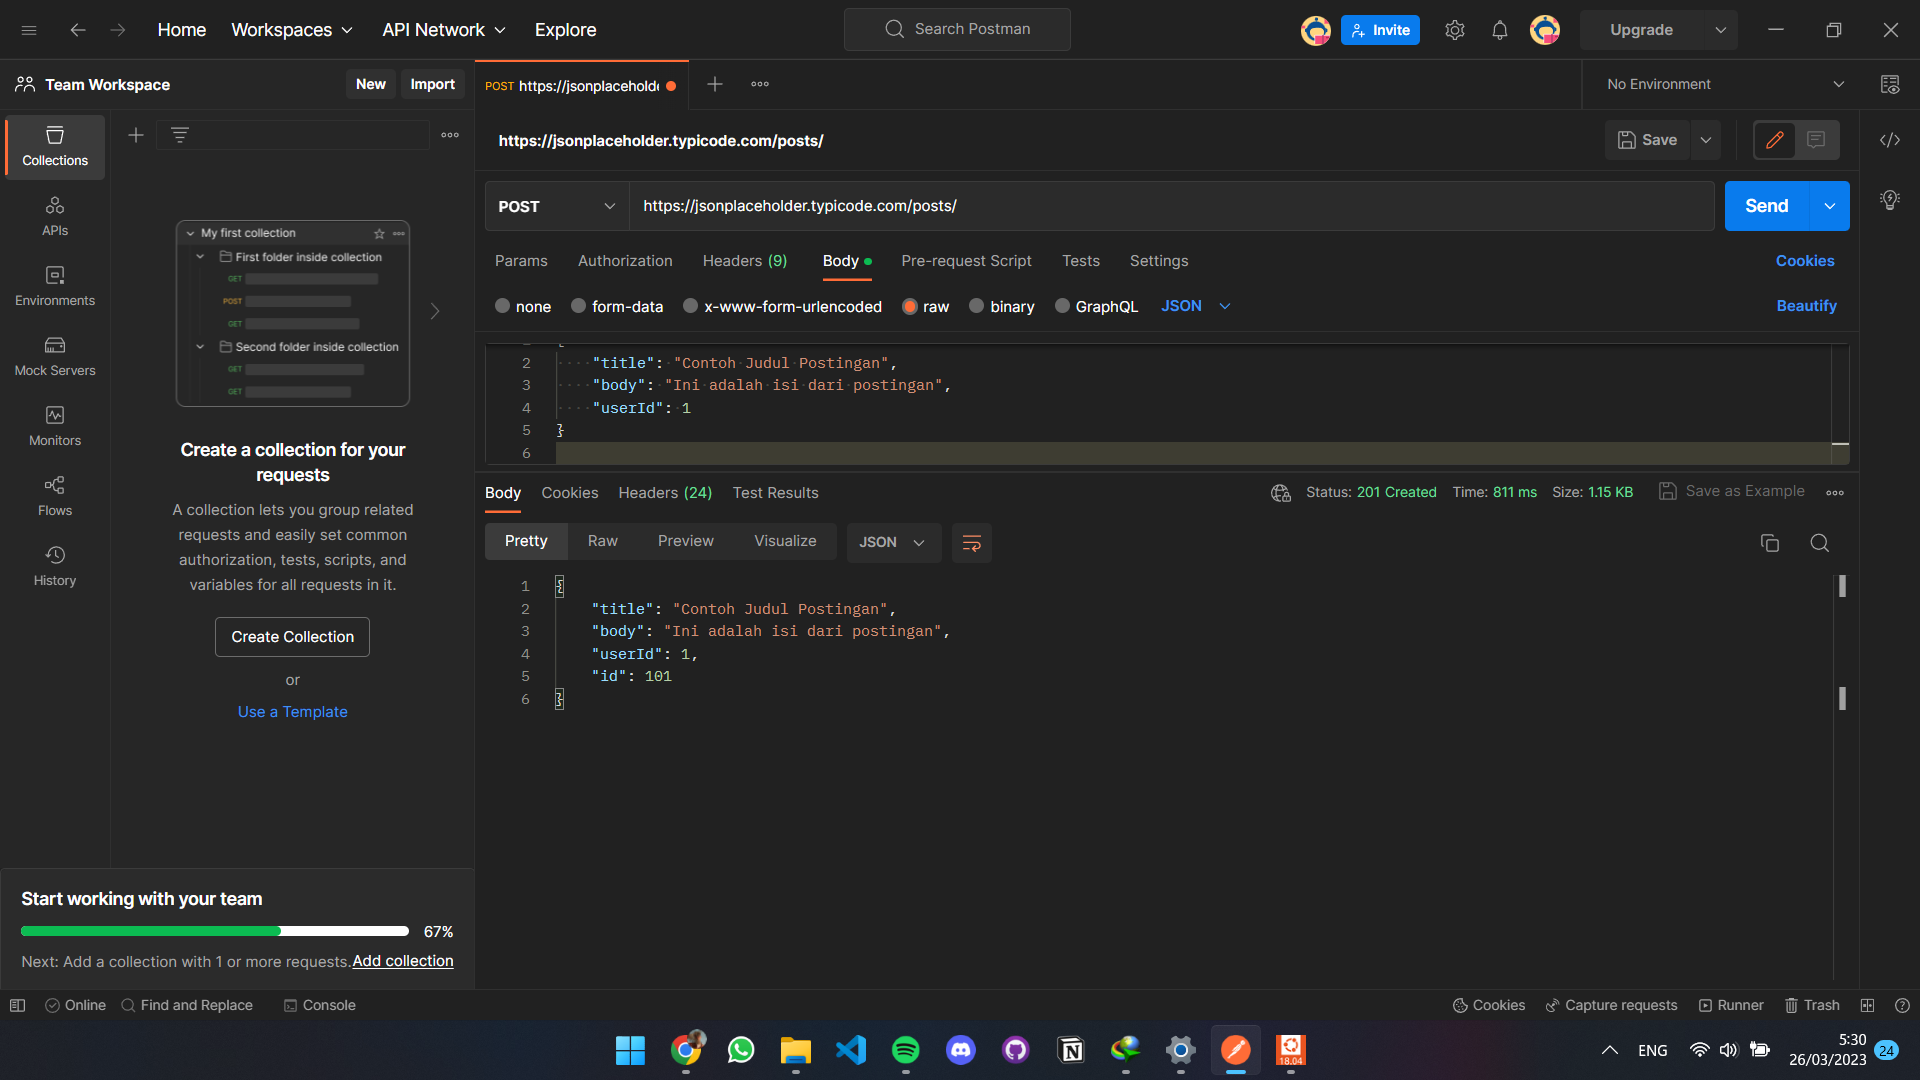 Home
Workspaces
API Network
Explore
Search Postman
Invite
Upgrade
Team Workspace
New
Import
POST https://jsonplaceholde
No Environment
Collections
APIs
Environments
Mock Servers
Monitors
Flows
History
My first collection
First folder inside collection
GET
POST
GET
Second folder inside collection
GET
GET
Create a collection for your
requests
A collection lets you group related
requests and easily set common
authorization, tests, scripts, and
variables for all requests in it.
Create Collection
or
Use a Template
Start working with your team
67%
Next: Add a collection with 1 or more requests. Add collection
https://jsonplaceholder.typicode.com/posts/
Save
POST
https://jsonplaceholder.typicode.com/posts/
Send
Params
Authorization
Headers (9)
Body
Pre-request Script
Tests
Settings
Cookies
none
form-data
x-www-form-urlencoded
raw
binary
GraphQL
JSON
Beautify
2 "title": "Contoh Judul Postingan",
3 "body": "Ini adalah isi dari postingan",
4 "userId": 1
5 }
6
Body
Cookies
Headers (24)
Test Results
Status: 201 Created
Time: 811 ms
Size: 1.15 KB
Save as Example
Pretty
Raw
Preview
Visualize
JSON
1 {
2 "title": "Contoh Judul Postingan",
3 "body": "Ini adalah isi dari postingan",
4 "userId": 1,
5 "id": 101
6 }
Online
Find and Replace
Console
Cookies
Capture requests
Runner
Trash
18.04
ENG
5:30
26/03/2023
24